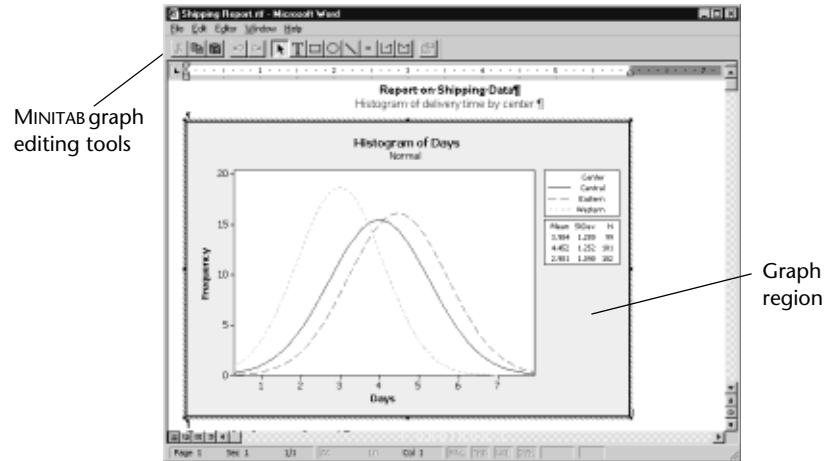 Shipping Report.rtf - Microsoft Word
File Edit Editor Window Help
Report on Shipping Data¶
Histogram of delivery time by center ¶
MINITAB graph
editing tools
Histogram of Days
Normal
Center
Central
Eastern
Western
Mean StDev N
3.984 1.280 99
4.452 1.252 101
2.981 1.090 102
20
15
10
5
0
Frequency
1 2 3 4 5 6 7
Days
Graph
region
Page 1 Sec 1 1/1 Col 1